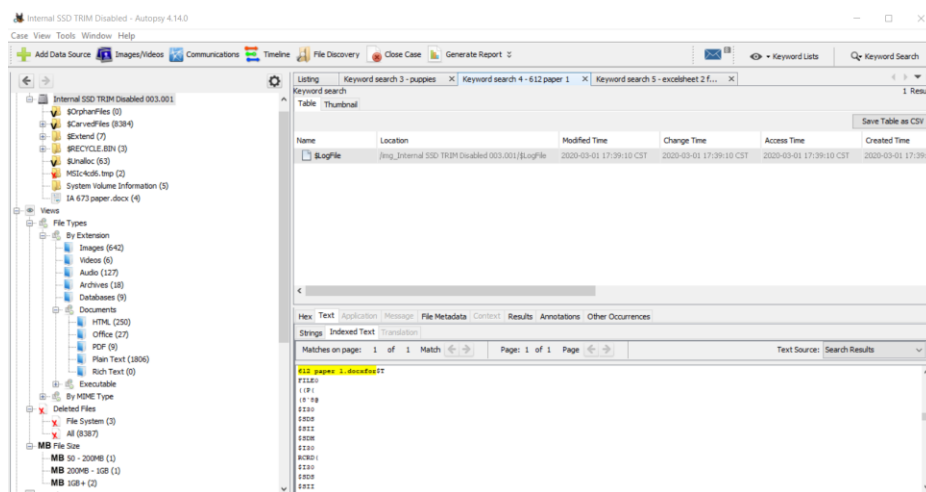 Internal SSD TRIM Disabled - Autopsy 4.14.0
Case View Tools Window Help
Add Data Source Images/Videos Communications Timeline File Discovery Close Case Generate Report Keyword Lists Keyword Search
Internal SSD TRIM Disabled 003.001
$OrphanFiles (0)
$CarvedFiles (8384)
$Extend (7)
$RECYCLE.BIN (3)
$Unalloc (63)
MSIc4cd6.tmp (2)
System Volume Information (5)
IA 673 paper.docx (4)
Views
File Types
By Extension
Images (642)
Videos (6)
Audio (127)
Archives (18)
Databases (9)
Documents
HTML (250)
Office (27)
PDF (9)
Plain Text (1806)
Rich Text (0)
Executable
By MIME Type
Deleted Files
File System (3)
All (8387)
MB File Size
MB 50 - 200MB (1)
MB 200MB - 1GB (1)
MB 1GB+ (2)
Listing Keyword search 3 - puppies Keyword search 4 - 612 paper 1 Keyword search 5 - excelsheet 2 f...
Keyword search 1 Resu
Table Thumbnail
Save Table as CSV
Name Location Modified Time Change Time Access Time Created Time
$LogFile /img_Internal SSD TRIM Disabled 003.001/$LogFile 2020-03-01 17:39:10 CST 2020-03-01 17:39:10 CST 2020-03-01 17:39:10 CST 2020-03-01 17:39:
Hex Text Application Message File Metadata Context Results Annotations Other Occurrences
Strings Indexed Text Translation
Matches on page: 1 of 1 Match Page: 1 of 1 Page Text Source: Search Results
612 paper 1.docxfor$T
FILE0
((P(
(8'8@
$I30
$SDS
$SII
$SDH
$I30
RCRD(
$I30
$SDS
$SII